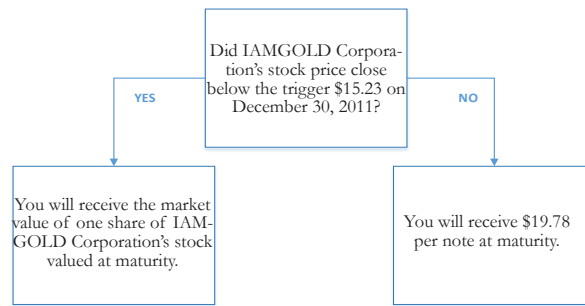 Did IAMGOLD Corpora-
tion's stock price close
below the trigger $15.23 on
December 30, 2011?
YES
NO
You will receive the market
value of one share of IAM-
GOLD Corporation's stock
valued at maturity.
You will receive $19.78
per note at maturity.